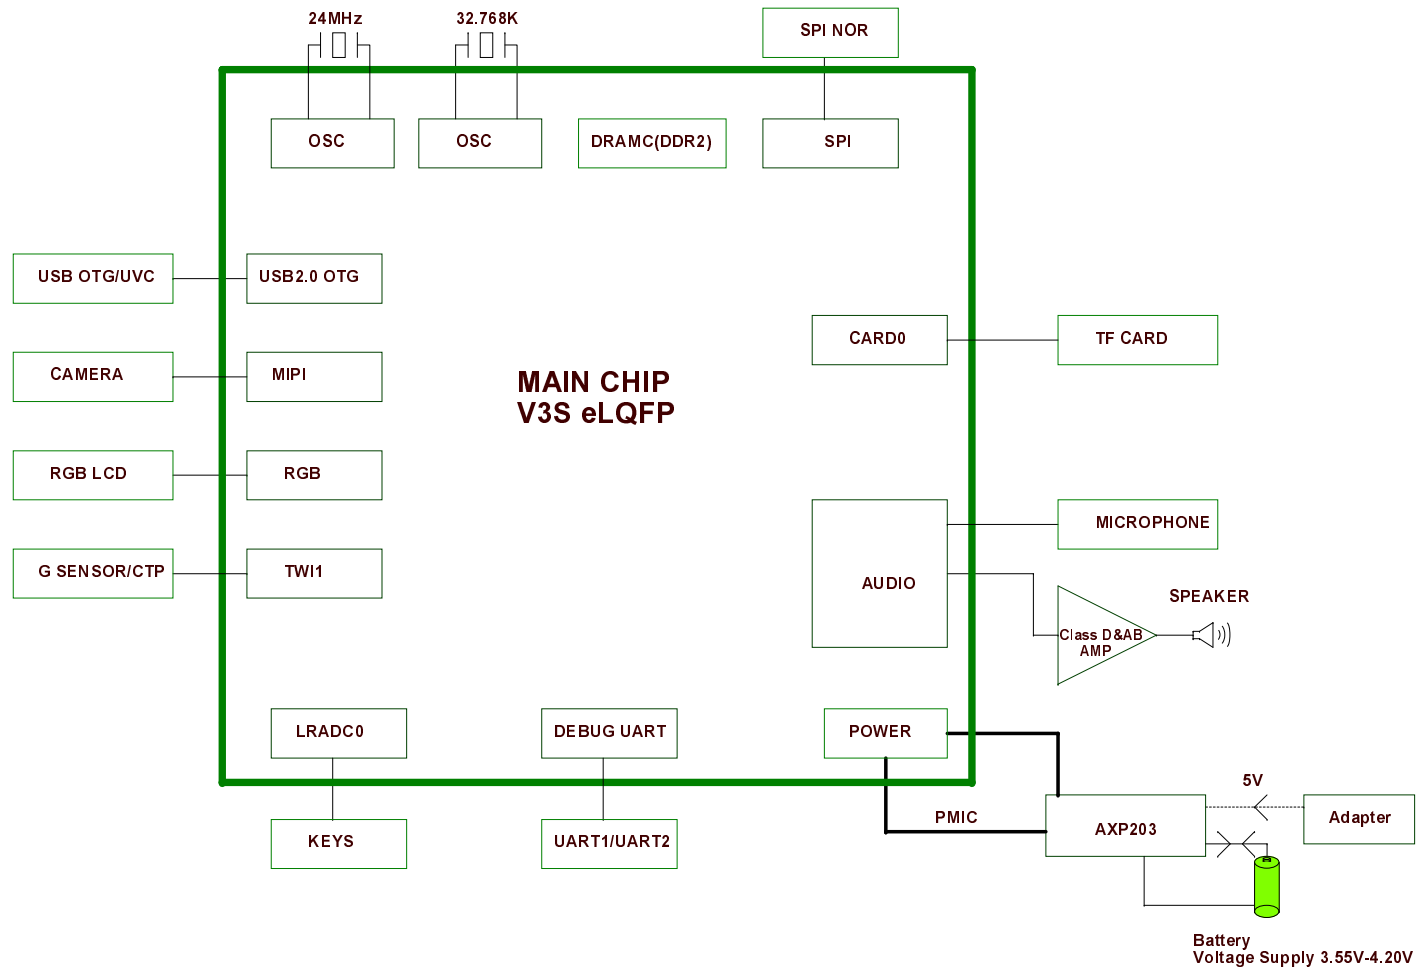 24MHz
32.768K
SPI NOR
OSC
OSC
DRAMC(DDR2)
SPI
USB OTG/UVC
USB2.0 OTG
CARD0
TF CARD
CAMERA
MIPI
MAIN CHIP
V3S eLQFP
RGB LCD
RGB
MICROPHONE
G SENSOR/CTP
TWI1
AUDIO
SPEAKER
Class D&AB
AMP
LRADC0
DEBUG UART
POWER
5V
PMIC
AXP203
Adapter
KEYS
UART1/UART2
Battery
Voltage Supply 3.55V-4.20V